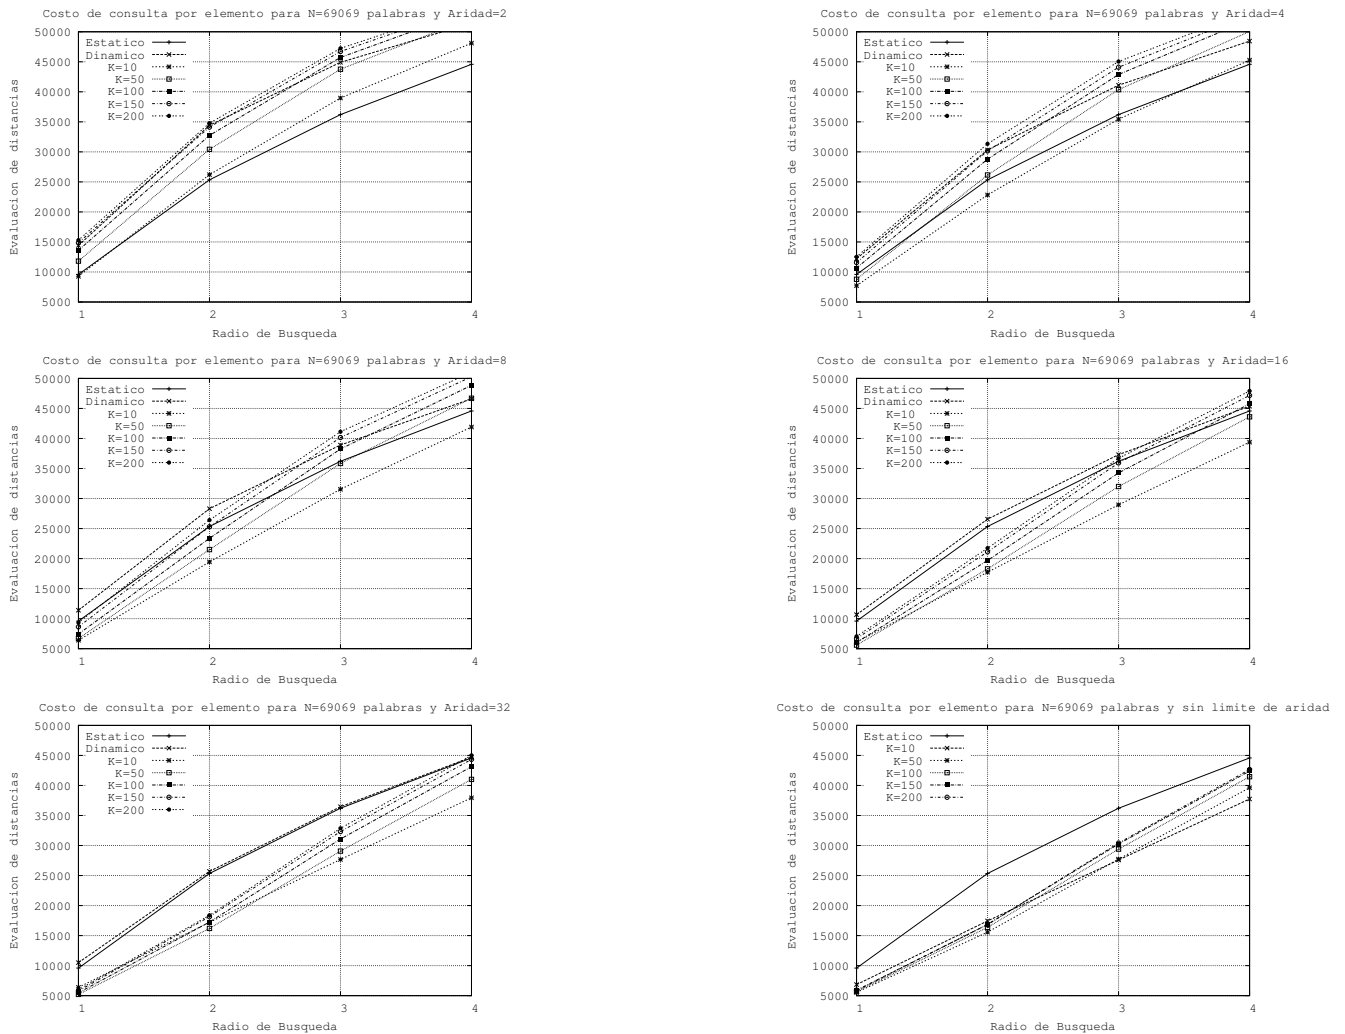 Costo de consulta por elemento para N=69069 palabras y Aridad=2
50000
45000
40000
35000
30000
25000
20000
15000
10000
5000
Evaluacion de distancias
Estatico
Dinamico
K=10
K=50
K=100
K=150
K=200
1 2 3 4
Radio de Busqueda
Costo de consulta por elemento para N=69069 palabras y Aridad=4
50000
45000
40000
35000
30000
25000
20000
15000
10000
5000
Evaluacion de distancias
Estatico
Dinamico
K=10
K=50
K=100
K=150
K=200
1 2 3 4
Radio de Busqueda
Costo de consulta por elemento para N=69069 palabras y Aridad=8
50000
45000
40000
35000
30000
25000
20000
15000
10000
5000
Evaluacion de distancias
Estatico
Dinamico
K=10
K=50
K=100
K=150
K=200
1 2 3 4
Radio de Busqueda
Costo de consulta por elemento para N=69069 palabras y Aridad=16
50000
45000
40000
35000
30000
25000
20000
15000
10000
5000
Evaluacion de distancias
Estatico
Dinamico
K=10
K=50
K=100
K=150
K=200
1 2 3 4
Radio de Busqueda
Costo de consulta por elemento para N=69069 palabras y Aridad=32
50000
45000
40000
35000
30000
25000
20000
15000
10000
5000
Evaluacion de distancias
Estatico
Dinamico
K=10
K=50
K=100
K=150
K=200
1 2 3 4
Radio de Busqueda
Costo de consulta por elemento para N=69069 palabras y sin limite de aridad
50000
45000
40000
35000
30000
25000
20000
15000
10000
5000
Evaluacion de distancias
Estatico
K=10
K=50
K=100
K=150
K=200
1 2 3 4
Radio de Busqueda